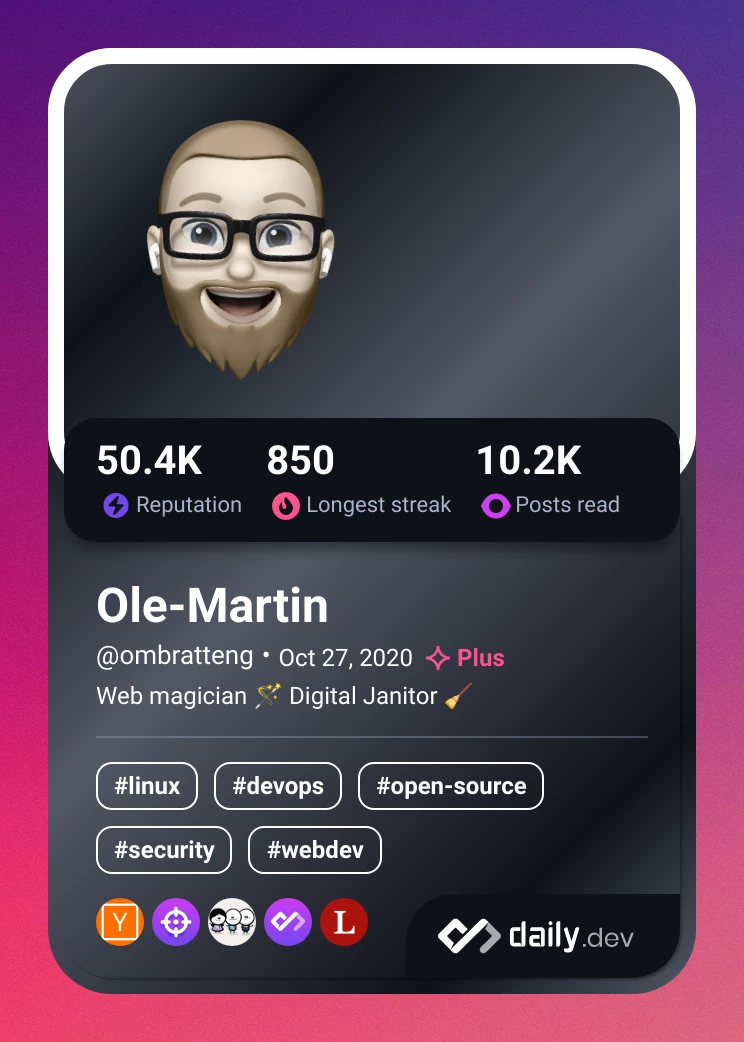 50.4K 850 10.2K
Reputation Longest streak Posts read
Ole-Martin
@ombratteng • Oct 27, 2020 Plus
Web magician 🪄 Digital Janitor 🧹
#linux #devops #open-source
#security #webdev
Y L
daily.dev